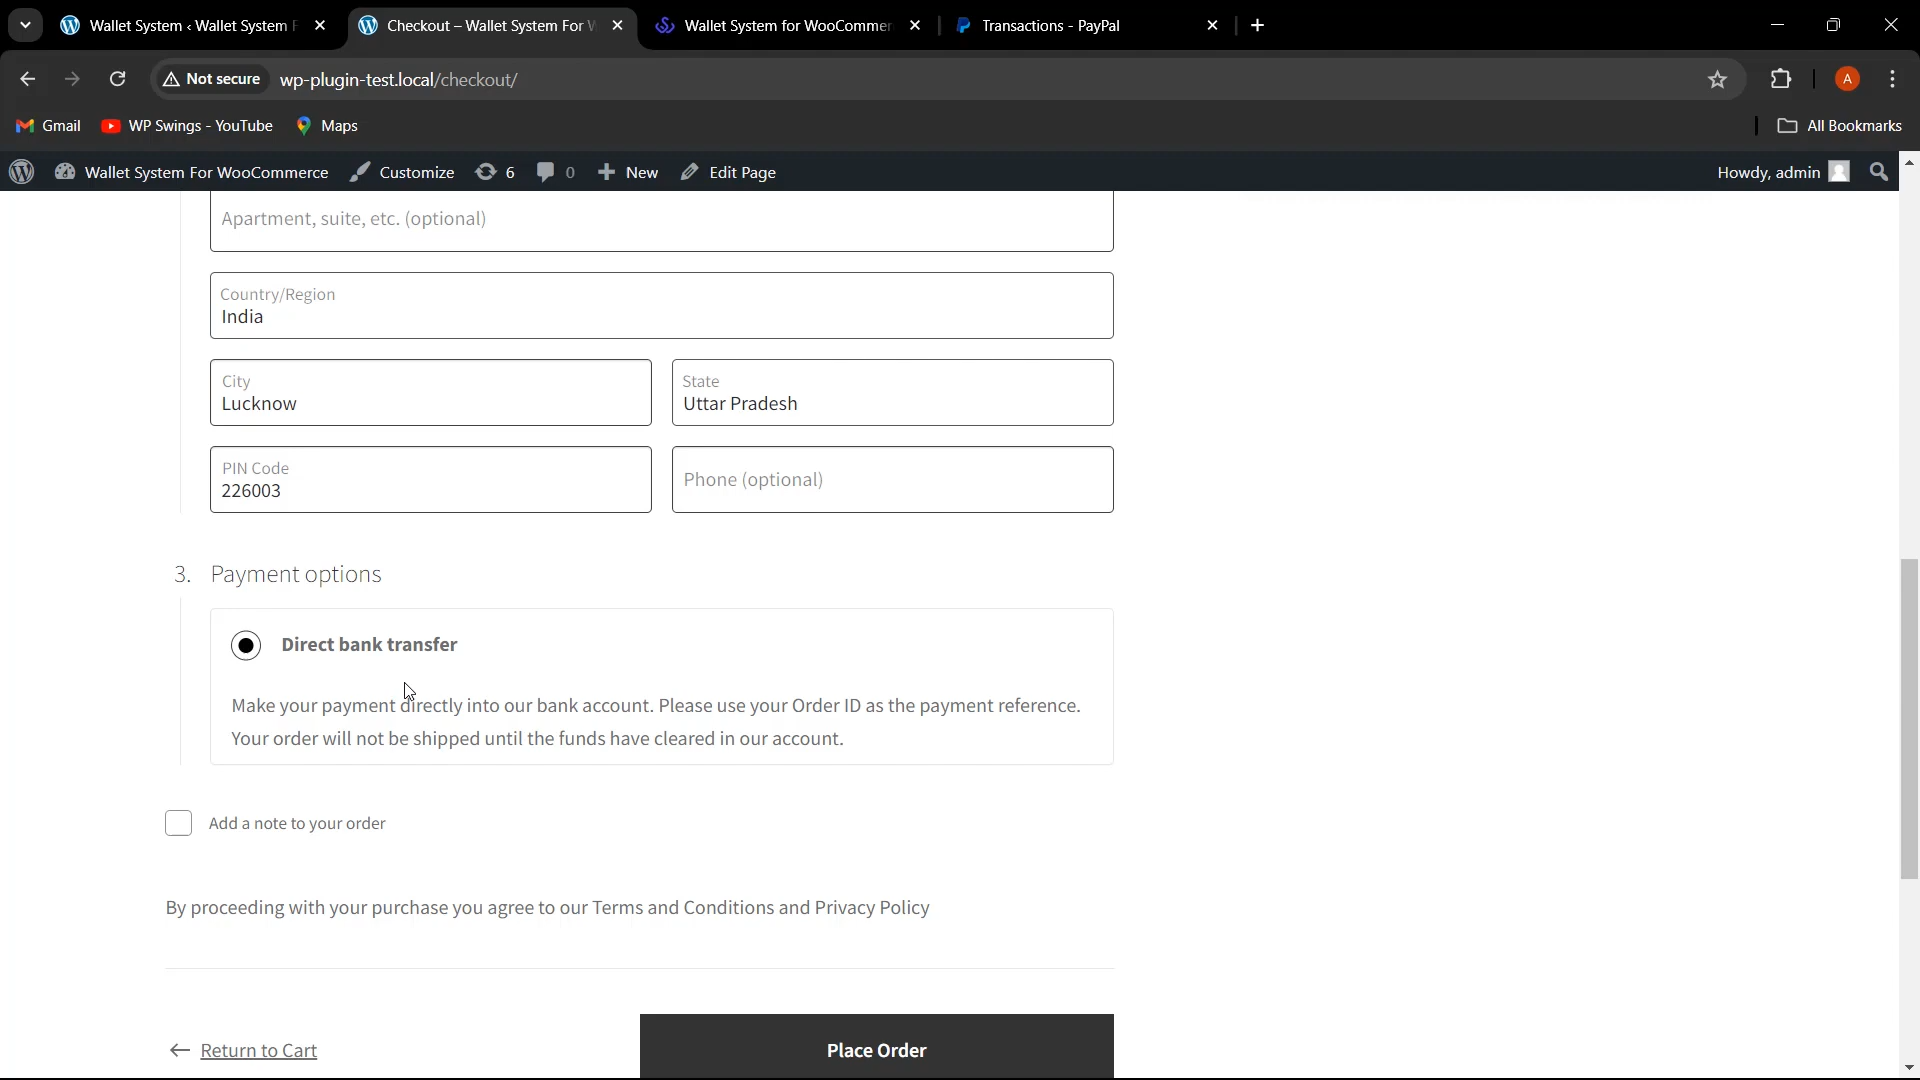 Wallet System ‹ Wallet System F
Checkout – Wallet System For W
Wallet System for WooCommer
Transactions - PayPal
Not secure
wp-plugin-test.local/checkout/
A
Gmail
WP Swings - YouTube
Maps
All Bookmarks
Wallet System For WooCommerce
Customize
6
0
New
Edit Page
Howdy, admin
Apartment, suite, etc. (optional)
Country/Region
India
City
Lucknow
State
Uttar Pradesh
PIN Code
226003
Phone (optional)
3. Payment options
Direct bank transfer
Make your payment directly into our bank account. Please use your Order ID as the payment reference.
Your order will not be shipped until the funds have cleared in our account.
Add a note to your order
By proceeding with your purchase you agree to our Terms and Conditions and Privacy Policy
Return to Cart
Place Order